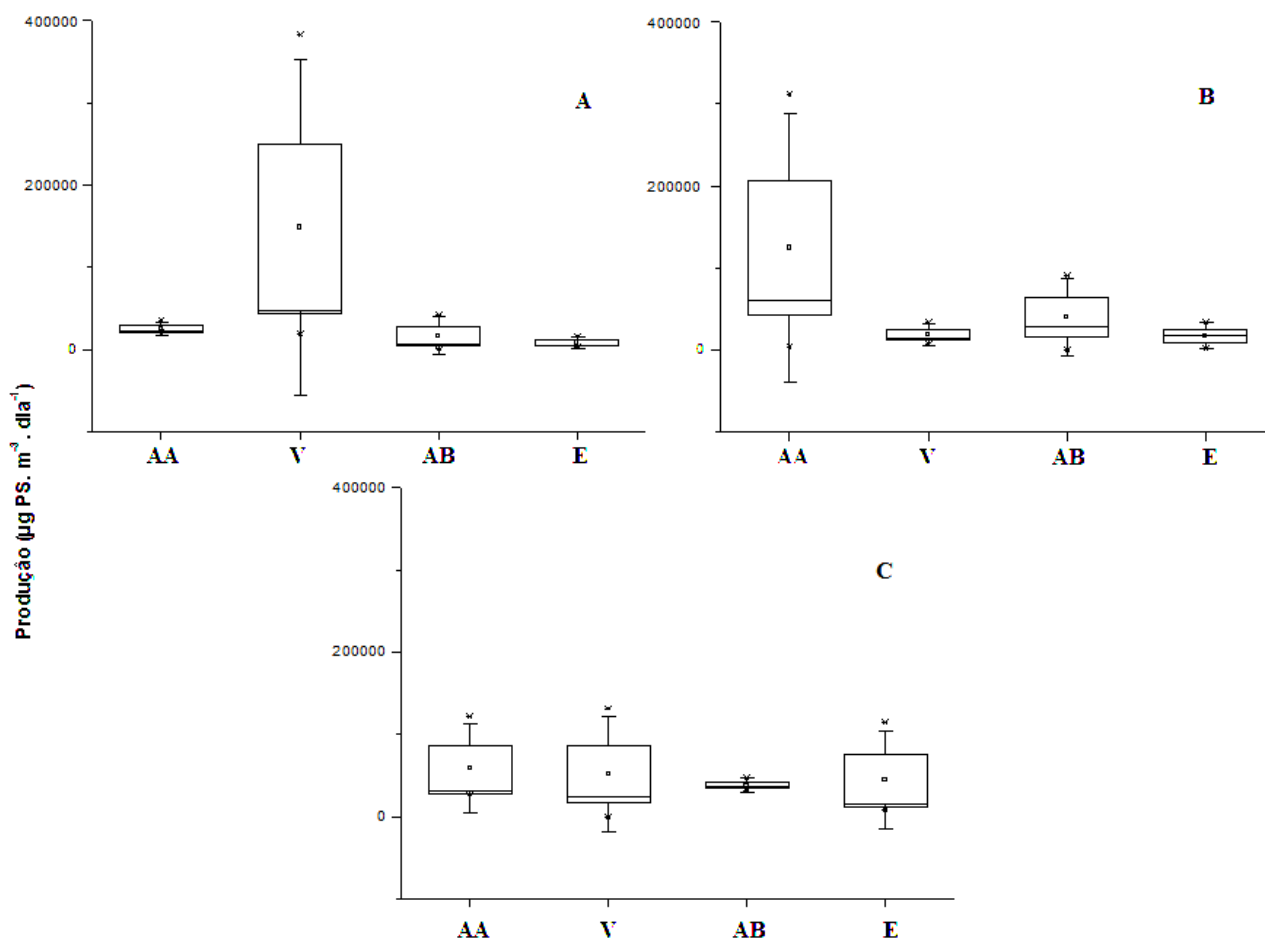 400000
200000
0
A
AA V AB E
400000
200000
0
B
AA V AB E
Produção (µg PS. m⁻³. dia⁻¹)
400000
200000
0
C
AA V AB E